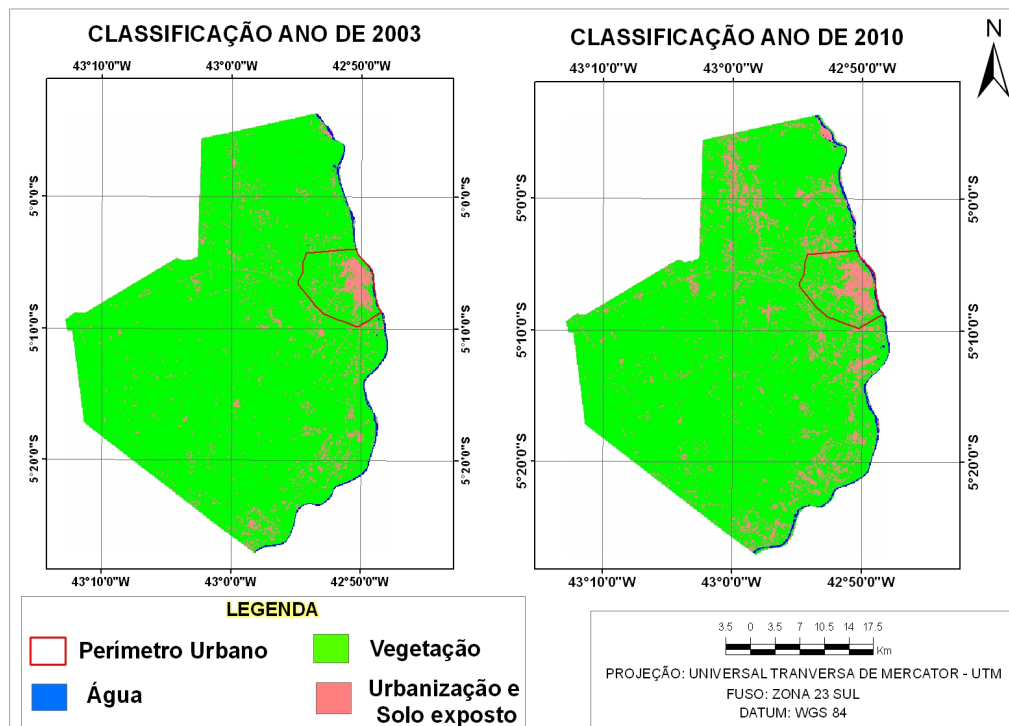 CLASSIFICAÇÃO ANO DE 2003
43°10'0"W 43°0'0"W 42°50'0"W
5°0'0"S 5°0'0"S
5°10'0"S 5°10'0"S
5°20'0"S 5°20'0"S
43°10'0"W 43°0'0"W 42°50'0"W
CLASSIFICAÇÃO ANO DE 2010
N
43°10'0"W 43°0'0"W 42°50'0"W
5°0'0"S 5°0'0"S
5°10'0"S 5°10'0"S
5°20'0"S 5°20'0"S
43°10'0"W 43°0'0"W 42°50'0"W
LEGENDA
Perímetro Urbano
Vegetação
Água
Urbanização e
Solo exposto
3.5 0 3.5 7 10.5 14 17.5
Km
PROJEÇÃO: UNIVERSAL TRANVERSA DE MERCATOR - UTM
FUSO: ZONA 23 SUL
DATUM: WGS 84